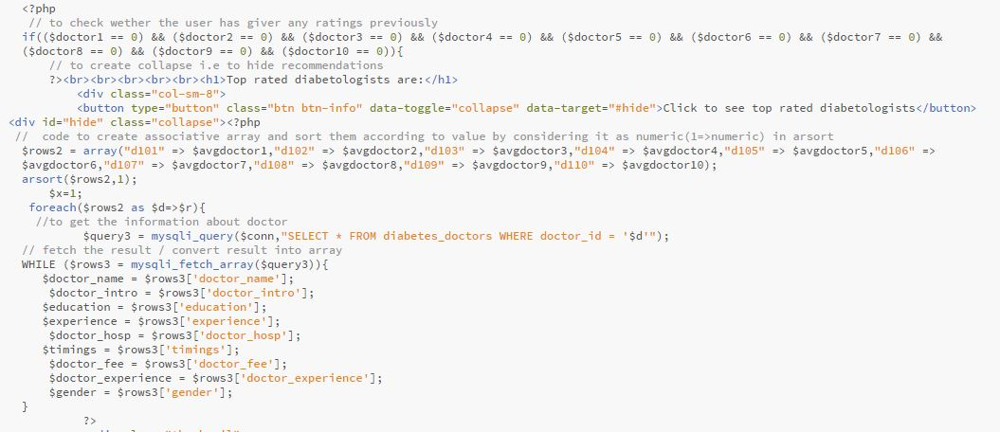 <?php
// to check wether the user has giver any ratings previously
if(($doctor1 == 0) && ($doctor2 == 0) && ($doctor3 == 0) && ($doctor4 == 0) && ($doctor5 == 0) && ($doctor6 == 0) && ($doctor7 == 0) &&
($doctor8 == 0) && ($doctor9 == 0) && ($doctor10 == 0)){
// to create collapse i.e to hide recommendations
?><br><br><br><br><br><h1>Top rated diabetologists are:</h1>
<div class="col-sm-8">
<button type="button" class="btn btn-info" data-toggle="collapse" data-target="#hide">Click to see top rated diabetologists</button>
<div id="hide" class="collapse"><?php
//  code to create associative array and sort them according to value by considering it as numeric(1=>numeric) in arsort
$rows2 = array("d101" => $avgdoctor1,"d102" => $avgdoctor2,"d103" => $avgdoctor3,"d104" => $avgdoctor4,"d105" => $avgdoctor5,"d106" =>
$avgdoctor6,"d107" => $avgdoctor7,"d108" => $avgdoctor8,"d109" => $avgdoctor9,"d110" => $avgdoctor10);
arsort($rows2,1);
$x=1;
foreach($rows2 as $d=>$r){
//to get the information about doctor
$query3 = mysqli_query($conn,"SELECT * FROM diabetes_doctors WHERE doctor_id = '$d'");
// fetch the result / convert result into array
WHILE ($rows3 = mysqli_fetch_array($query3)){
$doctor_name = $rows3['doctor_name'];
$doctor_intro = $rows3['doctor_intro'];
$education = $rows3['education'];
$experience = $rows3['experience'];
$doctor_hosp = $rows3['doctor_hosp'];
$timings = $rows3['timings'];
$doctor_fee = $rows3['doctor_fee'];
$doctor_experience = $rows3['doctor_experience'];
$gender = $rows3['gender'];
}
?>